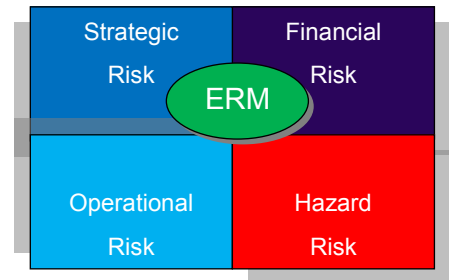 Strategic
Risk
Financial
Risk
ERM
Operational
Risk
Hazard
Risk